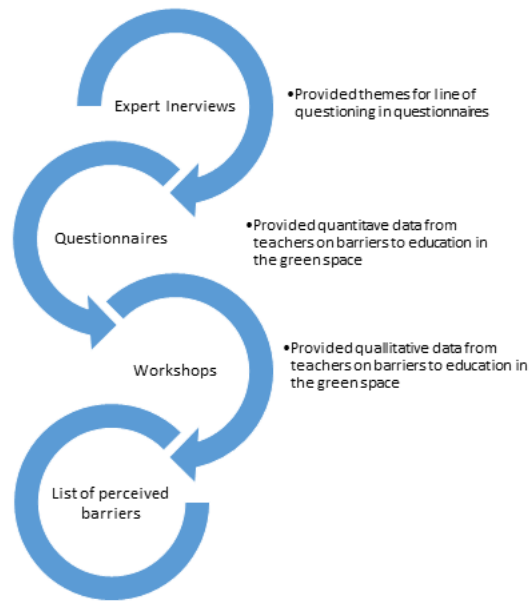 Expert Inerviews
•Provided themes for line of
questioning in questionnaires
Questionnaires
•Provided quantitave data from
teachers on barriers to education in
the green space
Workshops
•Provided quallitative data from
teachers on barriers to education in
the green space
List of perceived
barriers